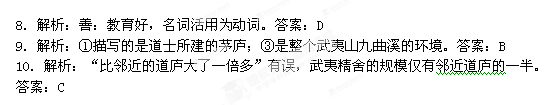 8. 解析：善：教育好，名词活用为动词。答案：D
9. 解析：①描写的是道士所建的茅庐；③是整个武夷山九曲溪的环境。答案：B
10. 解析：“比邻近的道庐大了一倍多”有误，武夷精舍的规模仅有邻近道庐的一半。
答案：C